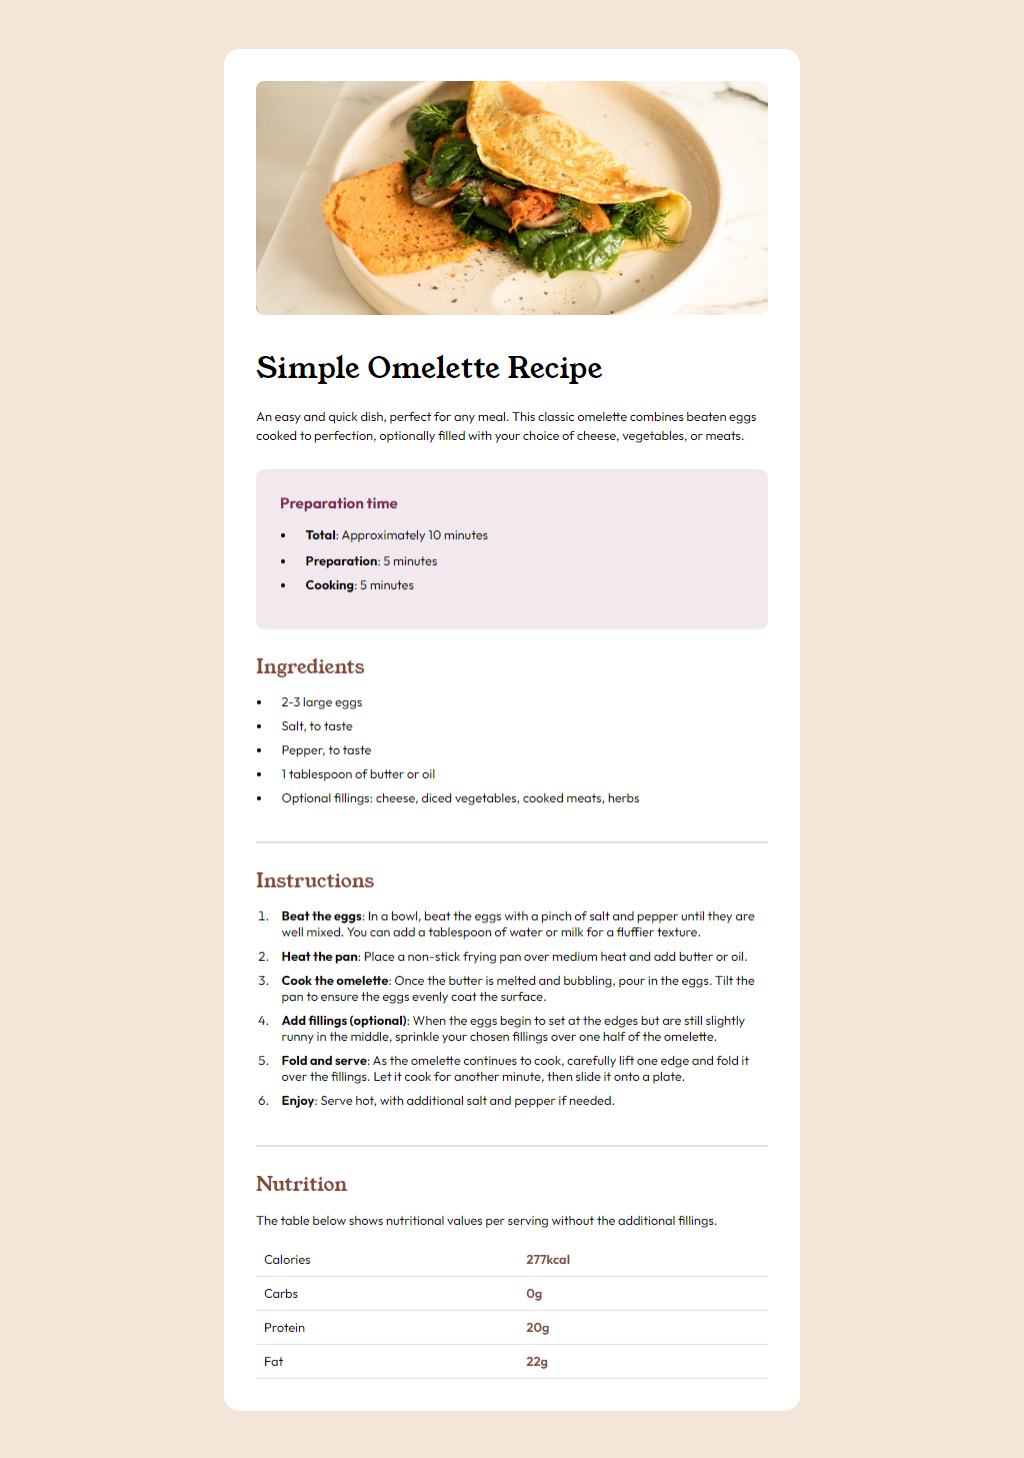 Simple Omelette Recipe
An easy and quick dish, perfect for any meal. This classic omelette combines beaten eggs
cooked to perfection, optionally filled with your choice of cheese, vegetables, or meats.
Preparation time
• Total: Approximately 10 minutes
• Preparation: 5 minutes
• Cooking: 5 minutes
Ingredients
• 2-3 large eggs
• Salt, to taste
• Pepper, to taste
• 1 tablespoon of butter or oil
• Optional fillings: cheese, diced vegetables, cooked meats, herbs
Instructions
1. Beat the eggs: In a bowl, beat the eggs with a pinch of salt and pepper until they are
well mixed. You can add a tablespoon of water or milk for a fluffier texture.
2. Heat the pan: Place a non-stick frying pan over medium heat and add butter or oil.
3. Cook the omelette: Once the butter is melted and bubbling, pour in the eggs. Tilt the
pan to ensure the eggs evenly coat the surface.
4. Add fillings (optional): When the eggs begin to set at the edges but are still slightly
runny in the middle, sprinkle your chosen fillings over one half of the omelette.
5. Fold and serve: As the omelette continues to cook, carefully lift one edge and fold it
over the fillings. Let it cook for another minute, then slide it onto a plate.
6. Enjoy: Serve hot, with additional salt and pepper if needed.
Nutrition
The table below shows nutritional values per serving without the additional fillings.
Calories 277kcal
Carbs 0g
Protein 20g
Fat 22g